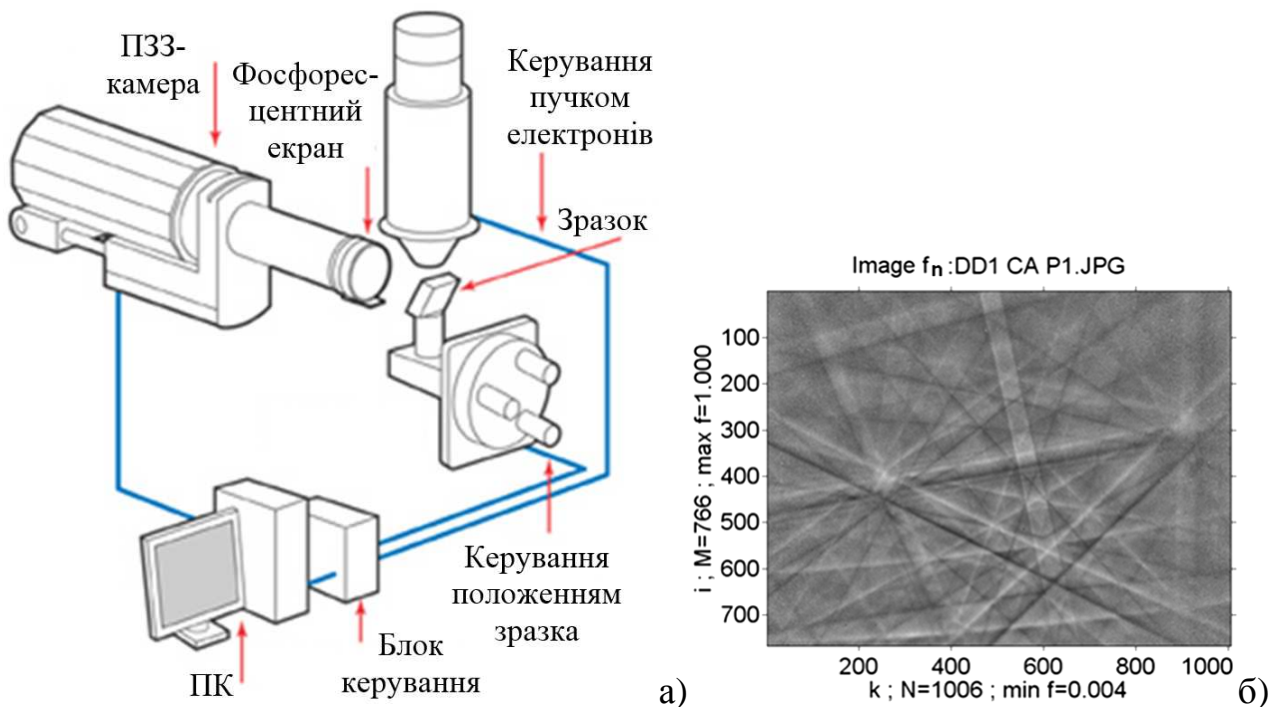 ПЗЗ-
камера
Фосфорес-
центний
екран
Керування
пучком
електронів
Зразок
Керування
положенням
зразка
Блок
керування
ПК
а)
Image fn :DD1 CA P1.JPG
i ; M=766 ; max f=1.000
100
200
300
400
500
600
700
200 400 600 800 1000
k ; N=1006 ; min f=0.004
б)